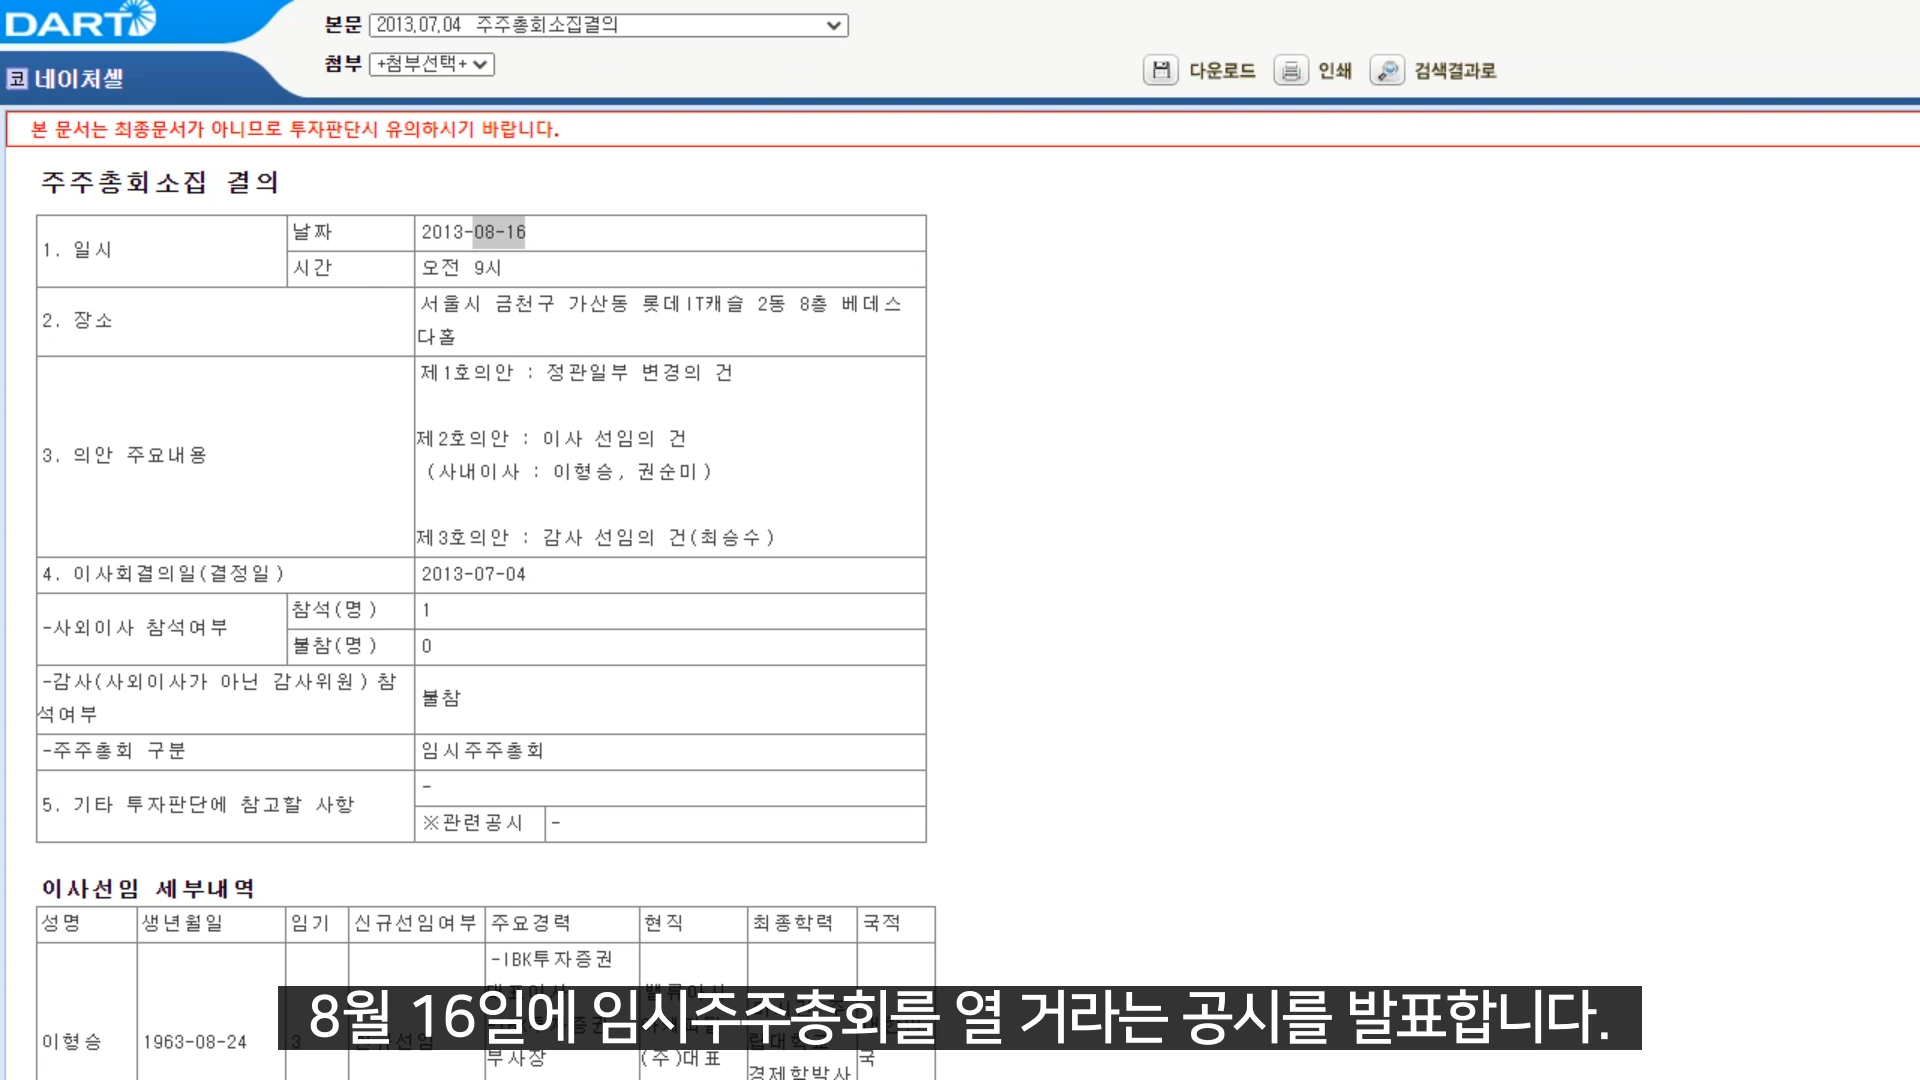 DART
본문 2013.07.04 주주총회소집결의
첨부 +첨부선택+
다운로드 인쇄 검색결과로
코 네이처셀
본 문서는 최종문서가 아니므로 투자판단시 유의하시기 바랍니다.
주주총회소집 결의
1. 일시 날짜 2013-08-16
시간 오전 9시
2. 장소 서울시 금천구 가산동 롯데IT캐슬 2동 8층 베데스
다홀
3. 의안 주요내용
제1호의안 : 정관일부 변경의 건
제2호의안 : 이사 선임의 건
(사내이사 : 이형승, 권순미)
제3호의안 : 감사 선임의 건(최승수)
4. 이사회결의일(결정일) 2013-07-04
-사외이사 참석여부 참석(명) 1
불참(명) 0
-감사(사외이사가 아닌 감사위원) 참
석여부 불참
-주주총회 구분 임시주주총회
5. 기타 투자판단에 참고할 사항 -
※관련공시 -
이사선임 세부내역
성명 생년월일 임기 신규선임여부 주요경력 현직 최종학력 국적
-IBK투자증권
이형승 1963-08-24 3
부사장 (주)대표 국
경제학박사
8월 16일에 임시주주총회를 열 거라는 공시를 발표합니다.